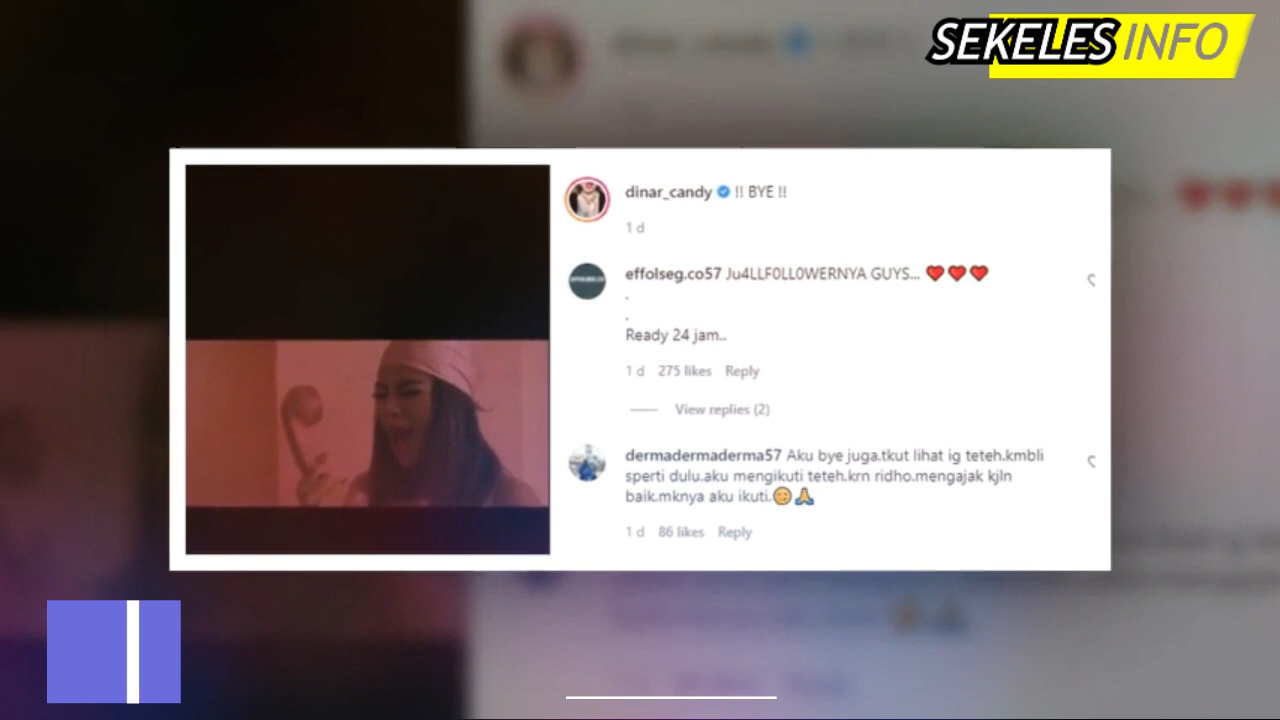 SEKELES INFO
dinar_candy !! BYE !!
1 d
effolseg.co57 Ju4LLF0LL0WERNYA GUYS... ❤❤❤
.
.
Ready 24 jam..
1 d 275 likes Reply
View replies (2)
dermadermaderma57 Aku bye juga.tkut lihat ig teteh.kmbli
sperti dulu.aku mengikuti teteh.krn ridho.mengajak kjln
baik.mknya aku ikuti.😊🙏
1 d 86 likes Reply